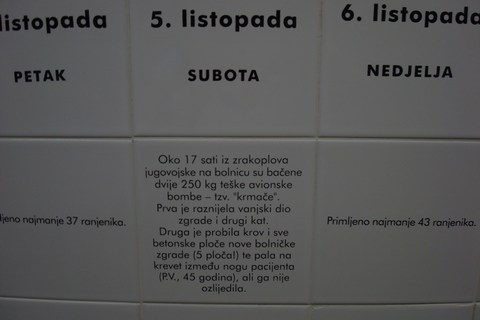 listopada
PETAK
ljeno najmanje 37 ranjenika.
5. listopada
SUBOTA
Oko 17 sati iz zrakoplova
jugovojske na bolnicu su bačene
dvije 250 kg teške avionske
bombe – tzv. "krmače".
Prva je raznijela vanjski dio
zgrade i drugi kat.
Druga je probila krov i sve
betonske ploče nove bolničke
zgrade (5 ploča!) te pala na
krevet između nogu pacijenta
(P.V., 45 godina), ali ga nije
ozlijedila.
6. listopada
NEDJELJA
Primljeno najmanje 43 ranjenika.